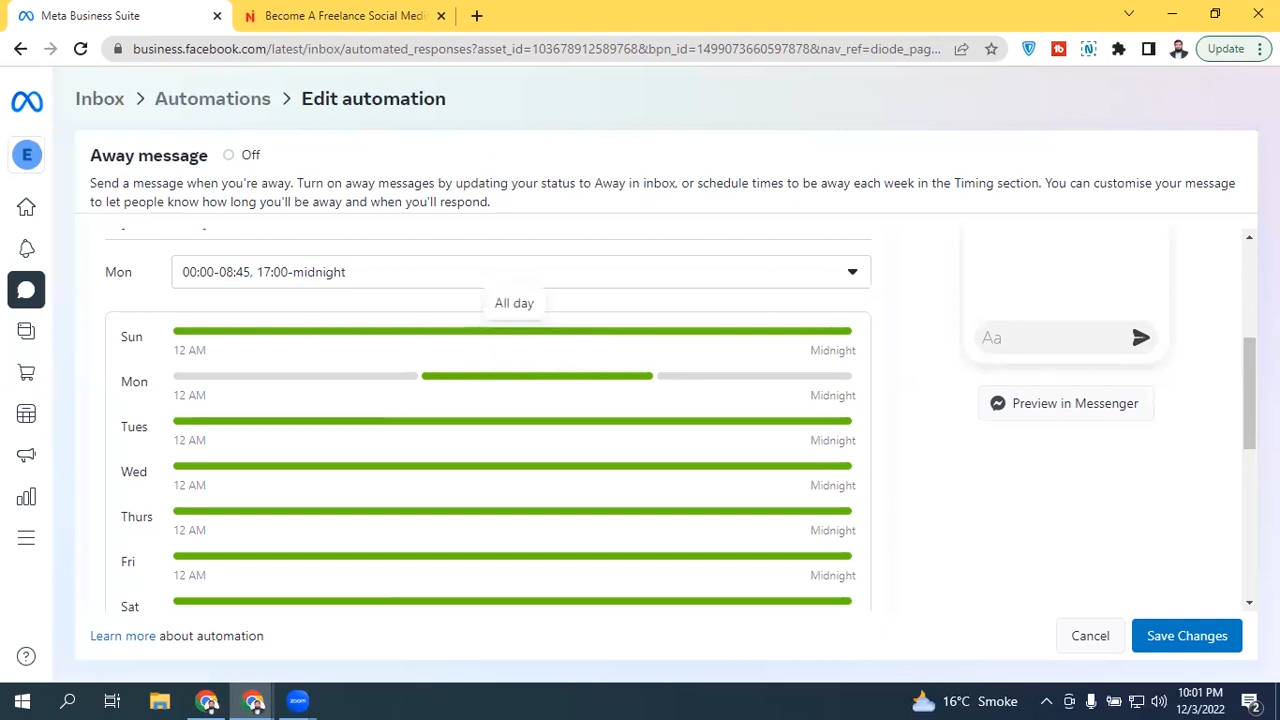 Meta Business Suite
Become A Freelance Social Medi
business.facebook.com/latest/inbox/automated_responses?asset_id=103678912589768&bpn_id=1499073060597878&nav_ref=diode_pag...
Update
Inbox > Automations > Edit automation
E
Away message Off
Send a message when you're away. Turn on away messages by updating your status to Away in inbox, or schedule times to be away each week in the Timing section. You can customise your message
to let people know how long you'll be away and when you'll respond.
Mon 00:00-08:45, 17:00-midnight
All day
Sun
12 AM Midnight
Mon
12 AM Midnight
Tues
12 AM Midnight
Wed
12 AM Midnight
Thurs
12 AM Midnight
Fri
12 AM Midnight
Sat
Aa
Preview in Messenger
Learn more about automation
Cancel
Save Changes
zoom
16°C Smoke
10:01 PM
12/3/2022
2